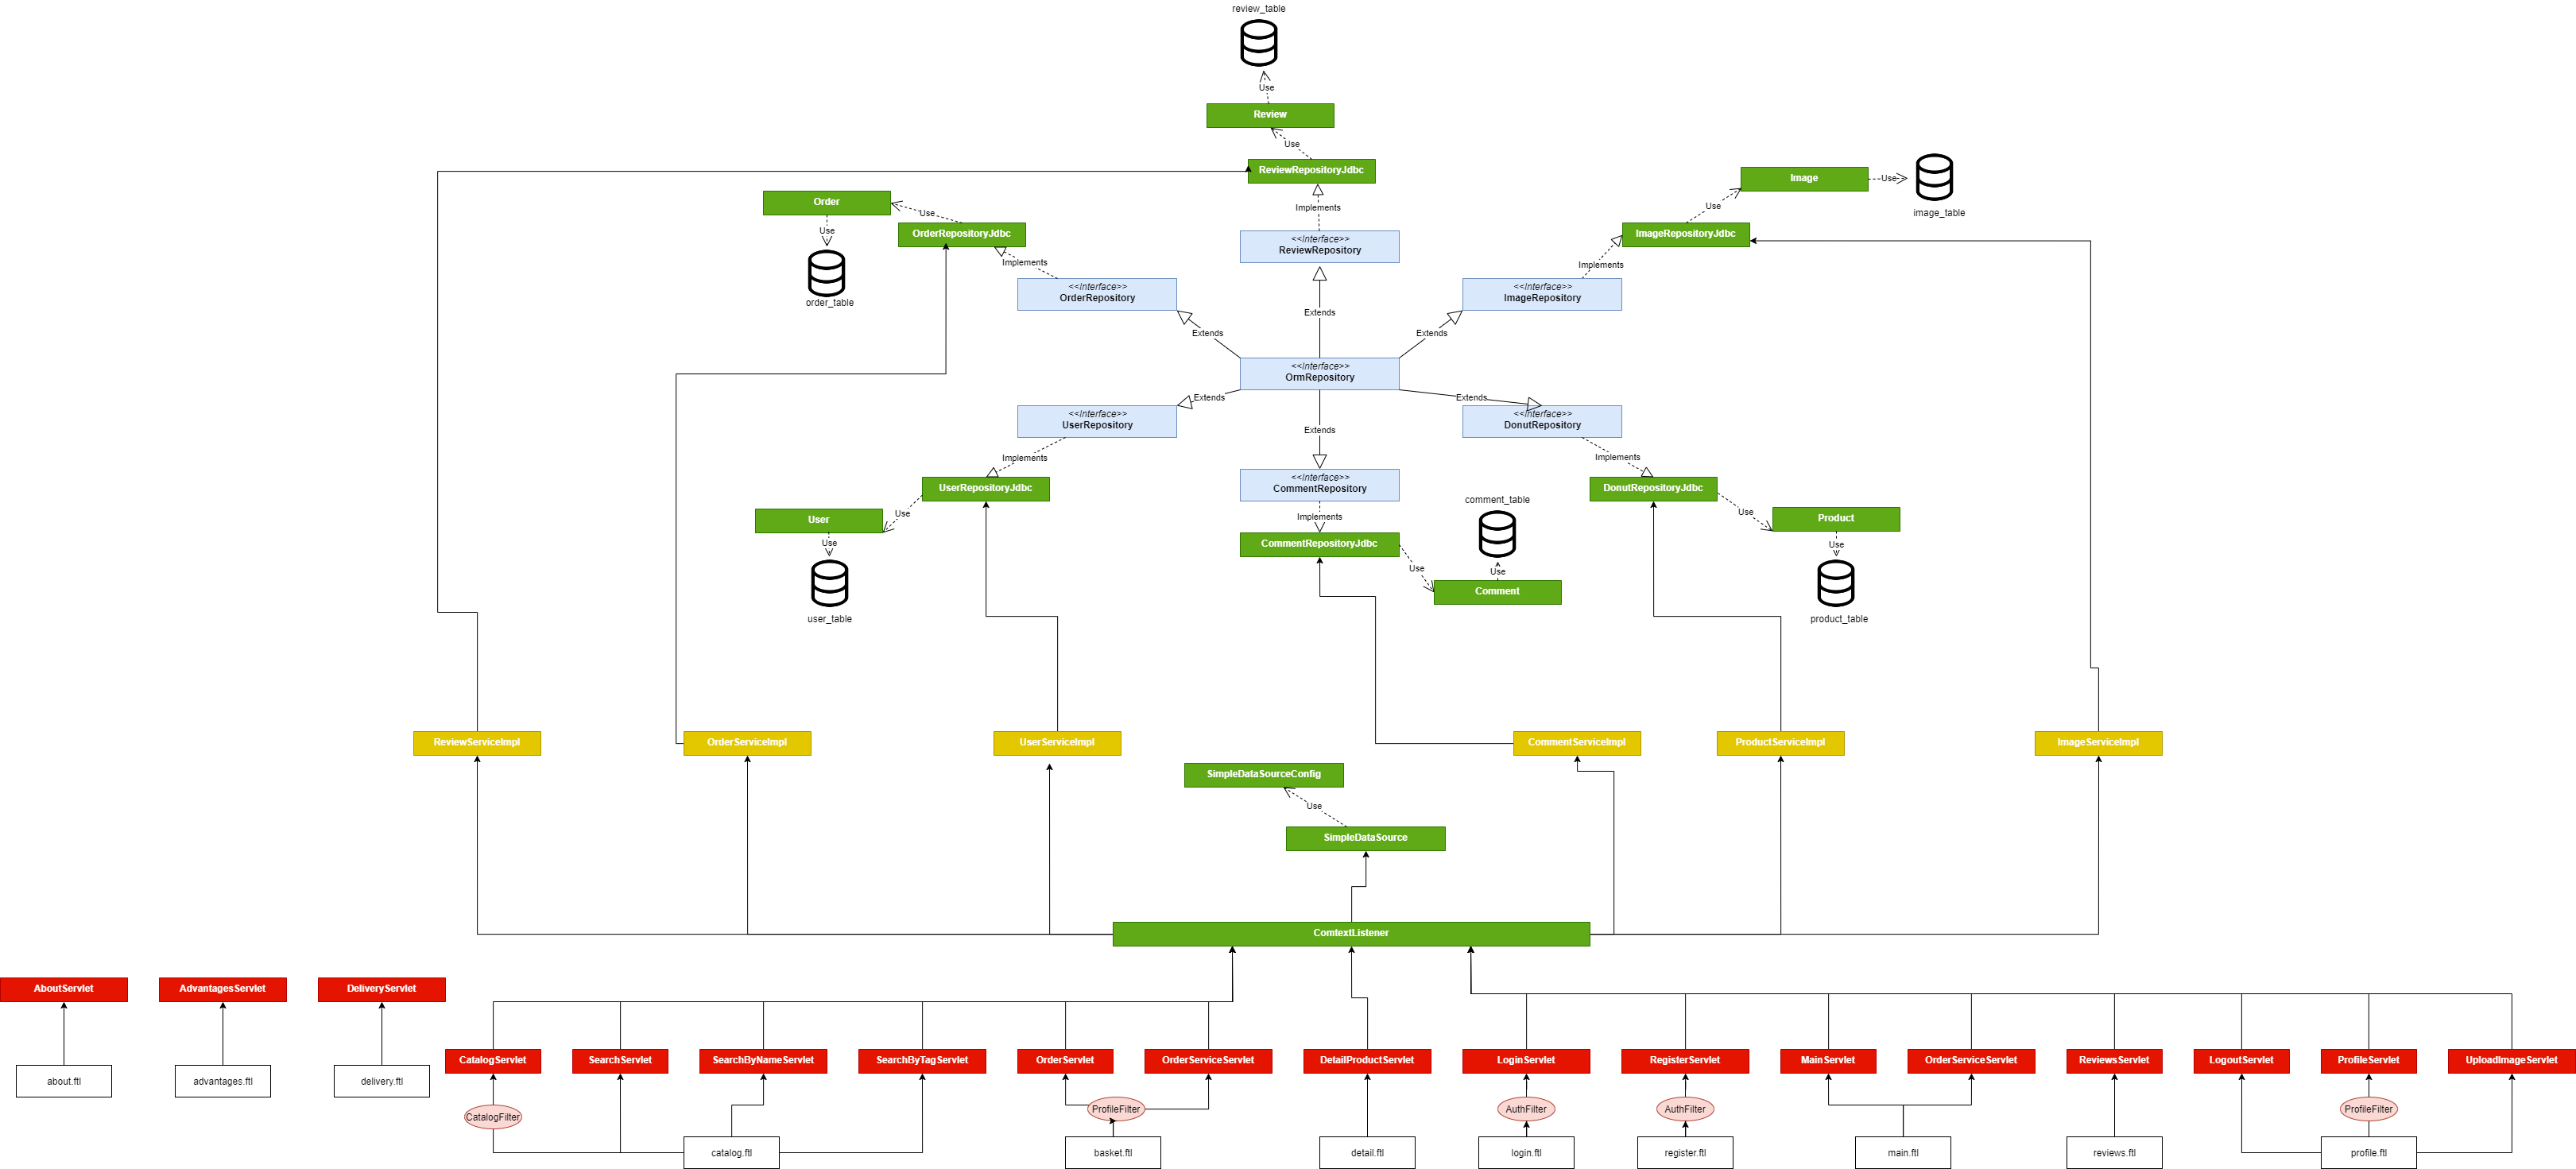 review_table
Use
Review
Use
ReviewRepositoryJdbc
Image
Use
image_table
Order
Use
Use
OrderRepositoryJdbc
Implements
Use
ImageRepositoryJdbc
<<Interface>>
ReviewRepository
Implements
Implements
order_table
<<Interface>>
OrderRepository
<<Interface>>
ImageRepository
Extends
Extends
Extends
<<Interface>>
OrmRepository
Extends
Extends
<<Interface>>
UserRepository
Extends
<<Interface>>
DonutRepository
Implements
Implements
<<Interface>>
CommentRepository
UserRepositoryJdbc
DonutRepositoryJdbc
comment_table
Use
Implements
Use
User
Product
Use
CommentRepositoryJdbc
Use
Use
Use
Comment
user_table
product_table
ReviewServiceImpl
OrderServiceImpl
UserServiceImpl
CommentServiceImpl
ProductServiceImpl
ImageServiceImpl
SimpleDataSourceConfig
Use
SimpleDataSource
ComtextListener
AboutServlet
AdvantagesServlet
DeliveryServlet
CatalogServlet
SearchServlet
SearchByNameServlet
SearchByTagServlet
OrderServlet
OrderServiceServlet
DetailProductServlet
LoginServlet
RegisterServlet
MainServlet
OrderServiceServlet
ReviewsServlet
LogoutServlet
ProfileServlet
UploadImageServlet
about.ftl
advantages.ftl
delivery.ftl
CatalogFilter
ProfileFilter
AuthFilter
AuthFilter
ProfileFilter
catalog.ftl
basket.ftl
detail.ftl
login.ftl
register.ftl
main.ftl
reviews.ftl
profile.ftl